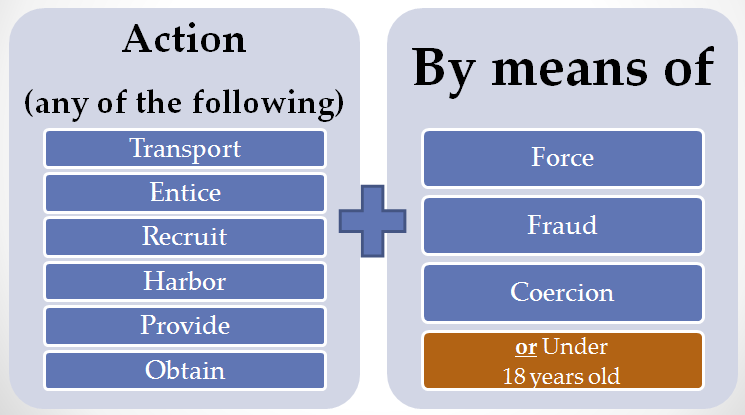 Action
(any of the following)
Transport
Entice
Recruit
Harbor
Provide
Obtain
By means of
Force
Fraud
Coercion
or Under
18 years old